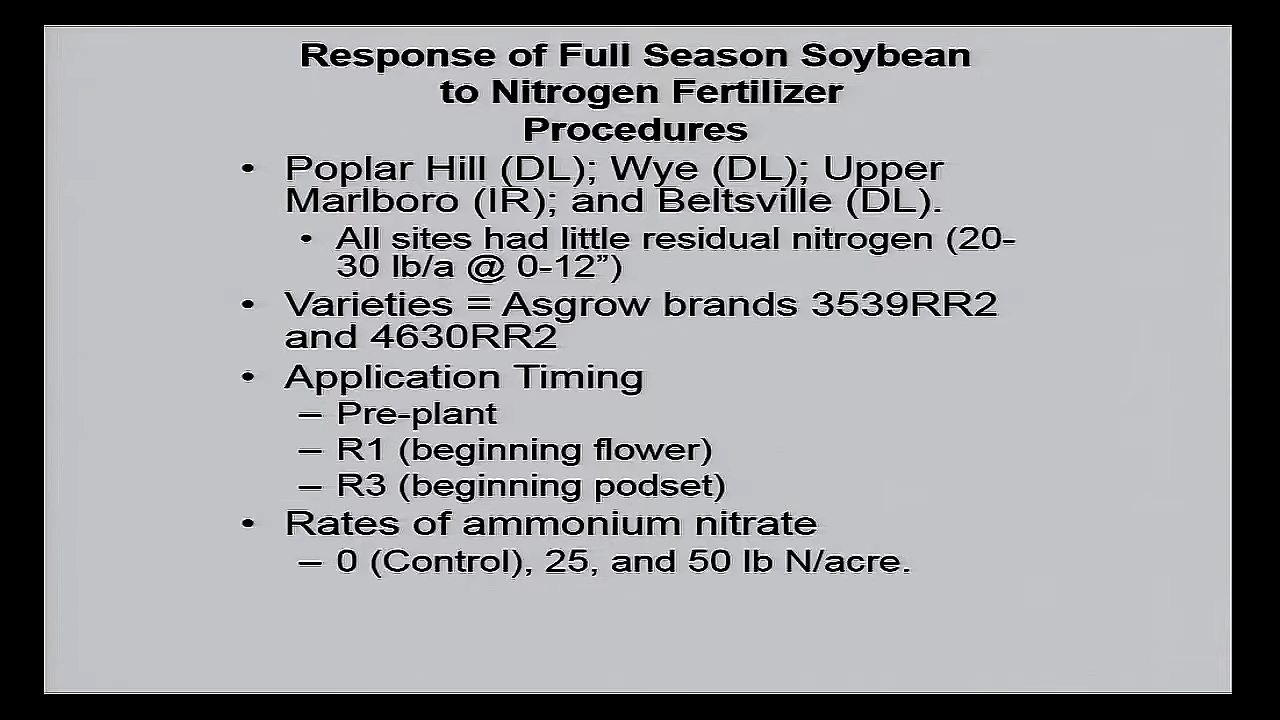 Response of Full Season Soybean
to Nitrogen Fertilizer
Procedures
• Poplar Hill (DL); Wye (DL); Upper
Marlboro (IR); and Beltsville (DL).
• All sites had little residual nitrogen (20-
30 lb/a @ 0-12”)
• Varieties = Asgrow brands 3539RR2
and 4630RR2
• Application Timing
– Pre-plant
– R1 (beginning flower)
– R3 (beginning podset)
• Rates of ammonium nitrate
– 0 (Control), 25, and 50 lb N/acre.